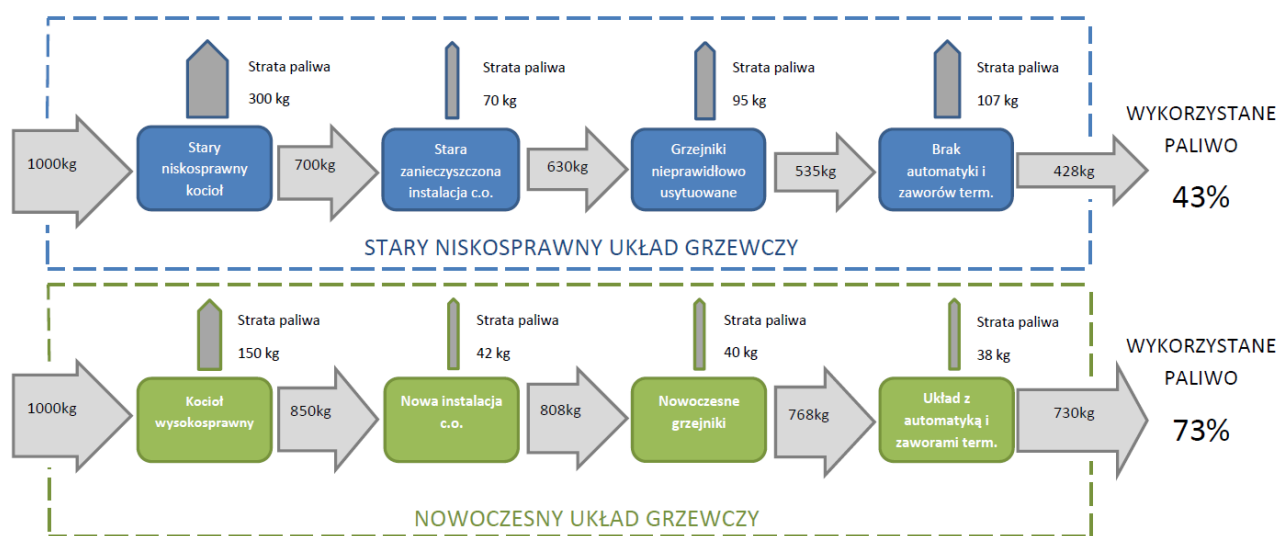 Strata paliwa
300 kg
Strata paliwa
70 kg
Strata paliwa
95 kg
Strata paliwa
107 kg
1000kg
Stary
niskosprawny
kocioł
700kg
Stara
zanieczyszczona
instalacja c.o.
630kg
Grzejniki
nieprawidłowo
usytuowane
535kg
Brak
automatyki i
zaworów term.
428kg
WYKORZYSTANE
PALIWO
43%
STARY NISKOSPRAWNY UKŁAD GRZEWCZY
Strata paliwa
150 kg
Strata paliwa
42 kg
Strata paliwa
40 kg
Strata paliwa
38 kg
1000kg
Kocioł
wysokosprawny
850kg
Nowa instalacja
c.o.
808kg
Nowoczesne
grzejniki
768kg
Układ z
automatyką i
zaworami term.
730kg
WYKORZYSTANE
PALIWO
73%
NOWOCZESNY UKŁAD GRZEWCZY